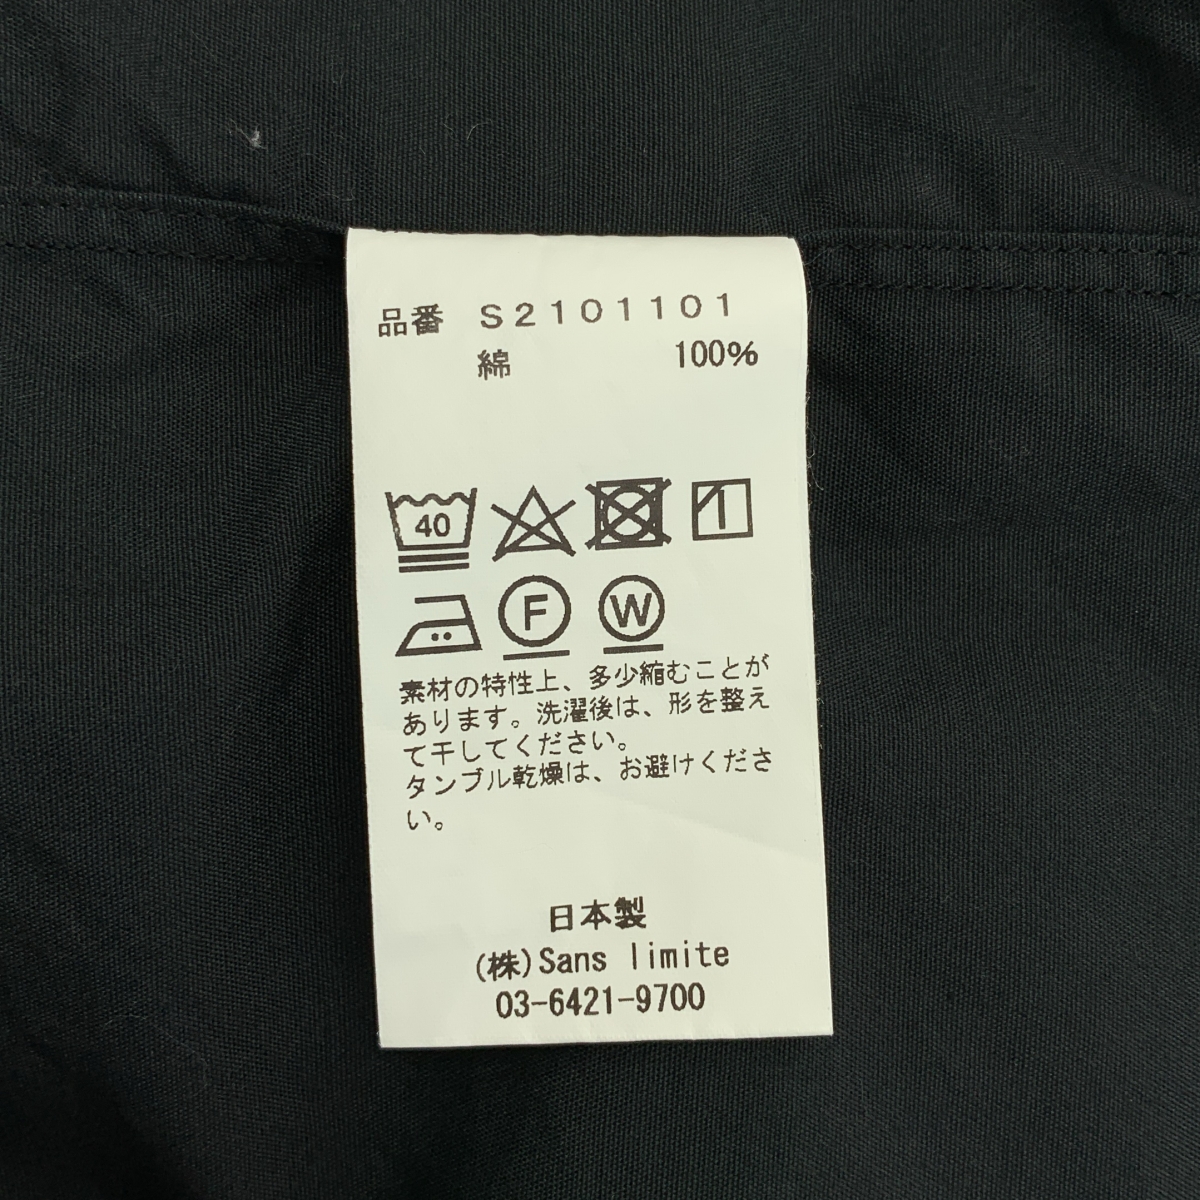 品番 S2101101
綿 100%
40
1
F W
素材の特性上、多少縮むことが
あります。洗濯後は、形を整え
て干してください。
タンブル乾燥は、お避けくださ
い。
日本製
(株)Sans limite
03-6421-9700